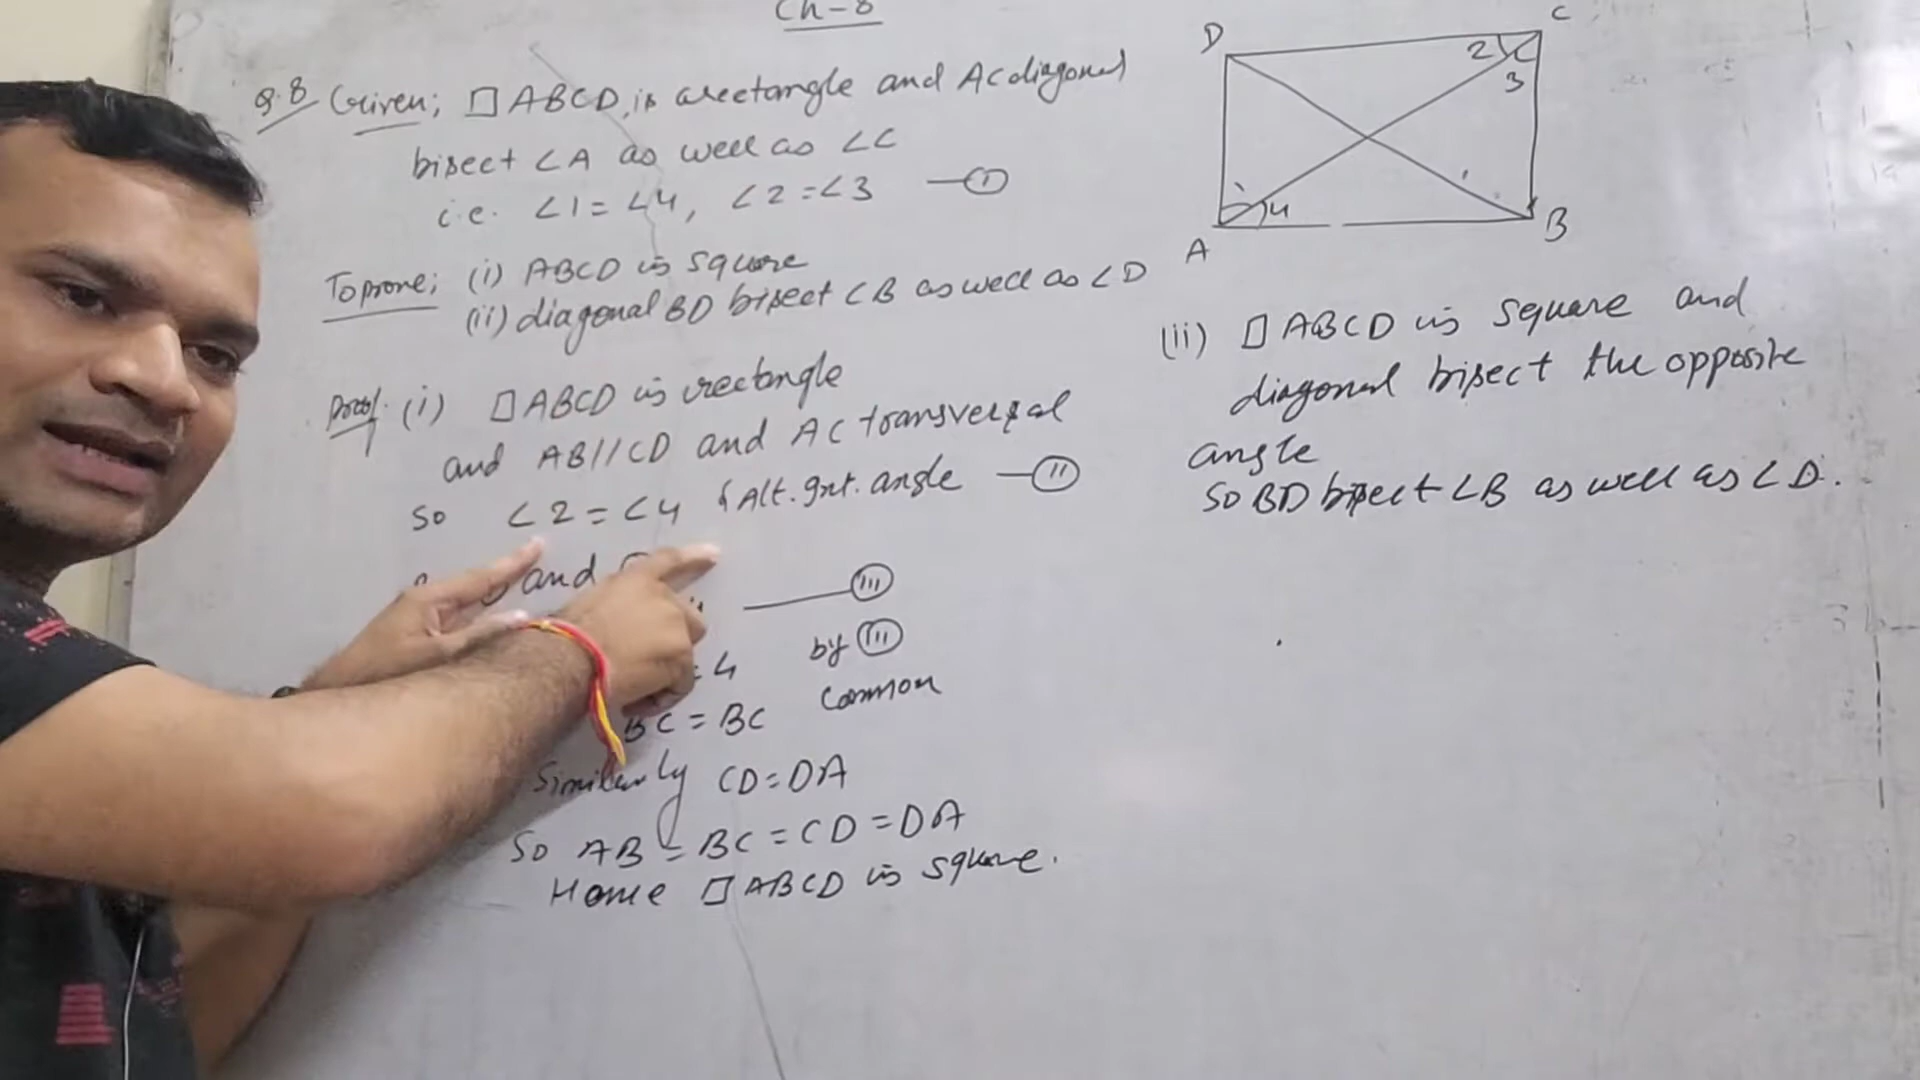 Ch-8
Q.8 Given; □ABCD, is rectangle and AC diagonal
bisect ∠A as well as ∠C
i.e. ∠1=∠4, ∠2=∠3 —(I)
To prove; (i) ABCD is square
(ii) diagonal BD bisect ∠B as well as ∠D
Proof (i) □ABCD is rectangle
and AB//CD and AC transversal
So ∠2=∠4 { Alt. Int. angle —(II)
and
—(III)
=4 by (III)
BC = BC common
Similarly CD=DA
So AB=BC=CD=DA
Hence □ABCD is square.
D
C
2
3
4
A
B
(ii) □ABCD is square and
diagonal bisect the opposite
angle
So BD bisect ∠B as well as ∠D.